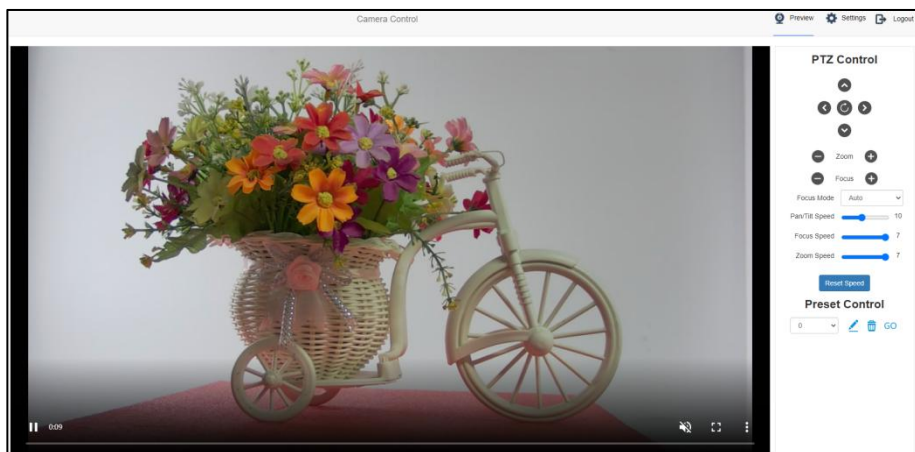 Camera Control
Preview Settings Logout
PTZ Control
Zoom
Focus
Focus Mode Auto
Pan/Tilt Speed 10
Focus Speed 7
Zoom Speed 7
Reset Speed
Preset Control
0 GO
0:09